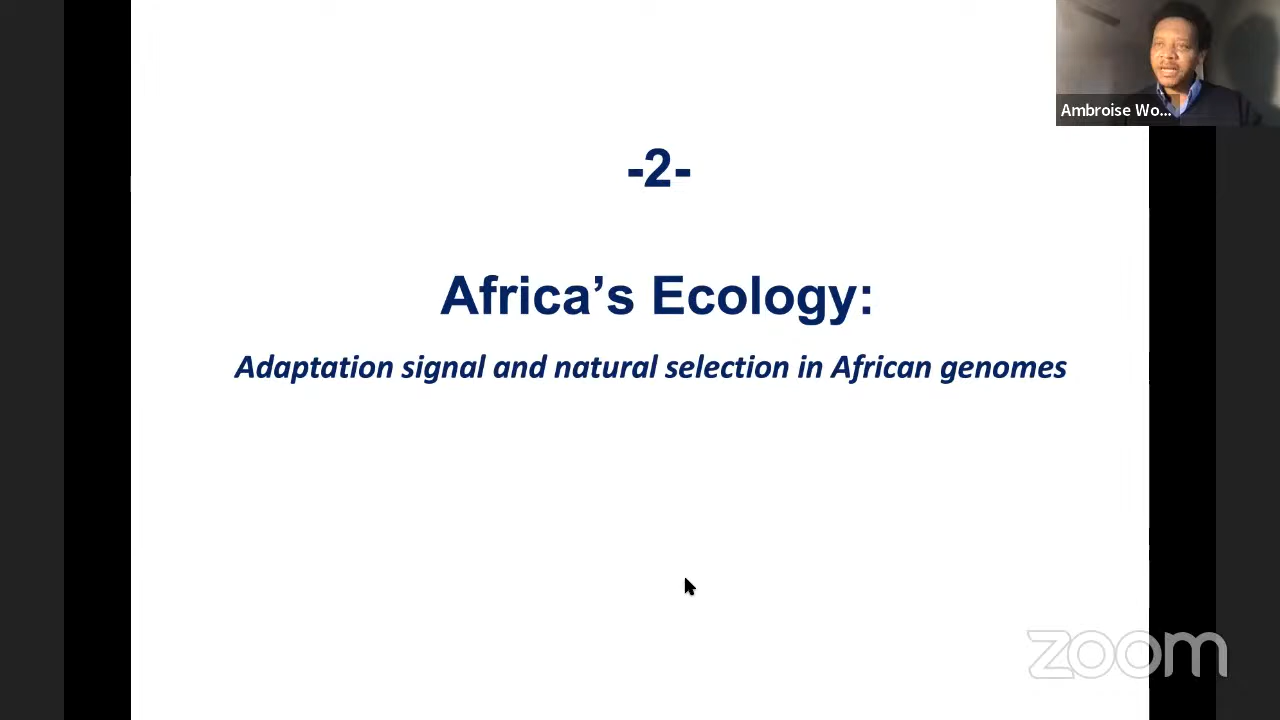 Ambroise Wo...
-2-
Africa’s Ecology:
Adaptation signal and natural selection in African genomes
zoom